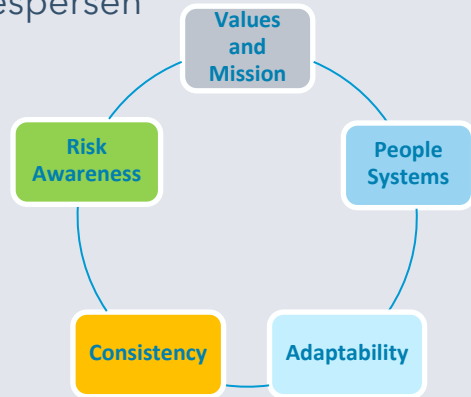 espersen
Values
and
Mission
Risk
Awareness
People
Systems
Consistency
Adaptability